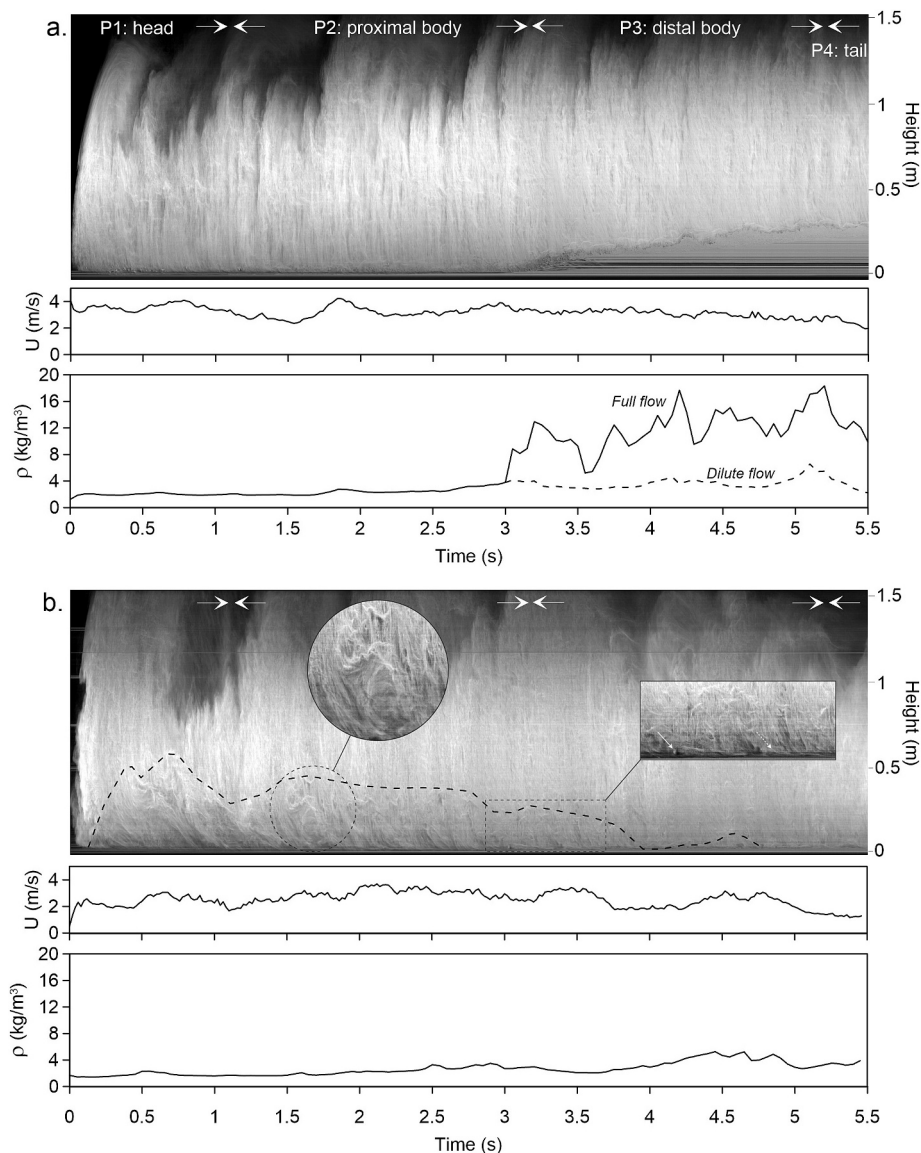 a.
P1: head
P2: proximal body
P3: distal body
P4: tail
1.5
1
0.5
0
Height (m)
4
2
0
U (m/s)
20
16
12
8
4
0
ρ (kg/m³)
Full flow
Dilute flow
0 0.5 1 1.5 2 2.5 3 3.5 4 4.5 5 5.5
Time (s)
b.
1.5
1
0.5
0
Height (m)
4
2
0
U (m/s)
20
16
12
8
4
0
ρ (kg/m³)
0 0.5 1 1.5 2 2.5 3 3.5 4 4.5 5 5.5
Time (s)